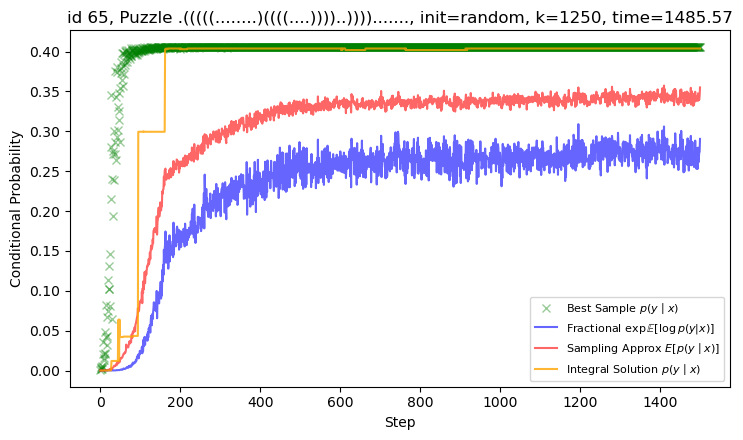 id 65, Puzzle .(((((........)((((....))))..))))......., init=random, k=1250, time=1485.57
0.40
0.35
0.30
0.25
0.20
0.15
0.10
0.05
0.00
Conditional Probability
0
200
400
600
800
1000
1200
1400
Step
Best Sample p(y | x)
Fractional exp𝔼[log p(y|x)]
Sampling Approx E[p(y | x)]
Integral Solution p(y | x)